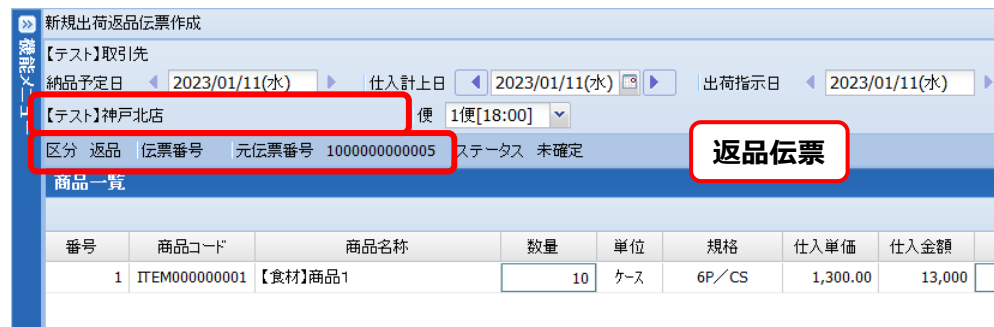 新規出荷返品伝票作成
機能メニュー
【テスト】取引先
納品予定日 2023/01/11(水) 仕入計上日 2023/01/11(水) 出荷指示日 2023/01/11(水)
【テスト】神戸北店 便 1便[18:00]
区分 返品 伝票番号 元伝票番号 1000000000005 ステータス 未確定
返品伝票
商品一覧
番号 商品コード 商品名称 数量 単位 規格 仕入単価 仕入金額
1 ITEM000000001 【食材】商品1 10 ケース 6P/CS 1,300.00 13,000